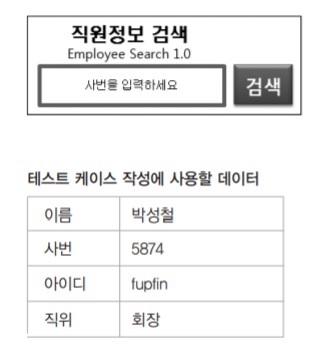 직원정보 검색
Employee Search 1.0
사번을 입력하세요
검색
테스트 케이스 작성에 사용할 데이터
이름 박성철
사번 5874
아이디 fupfin
직위 회장